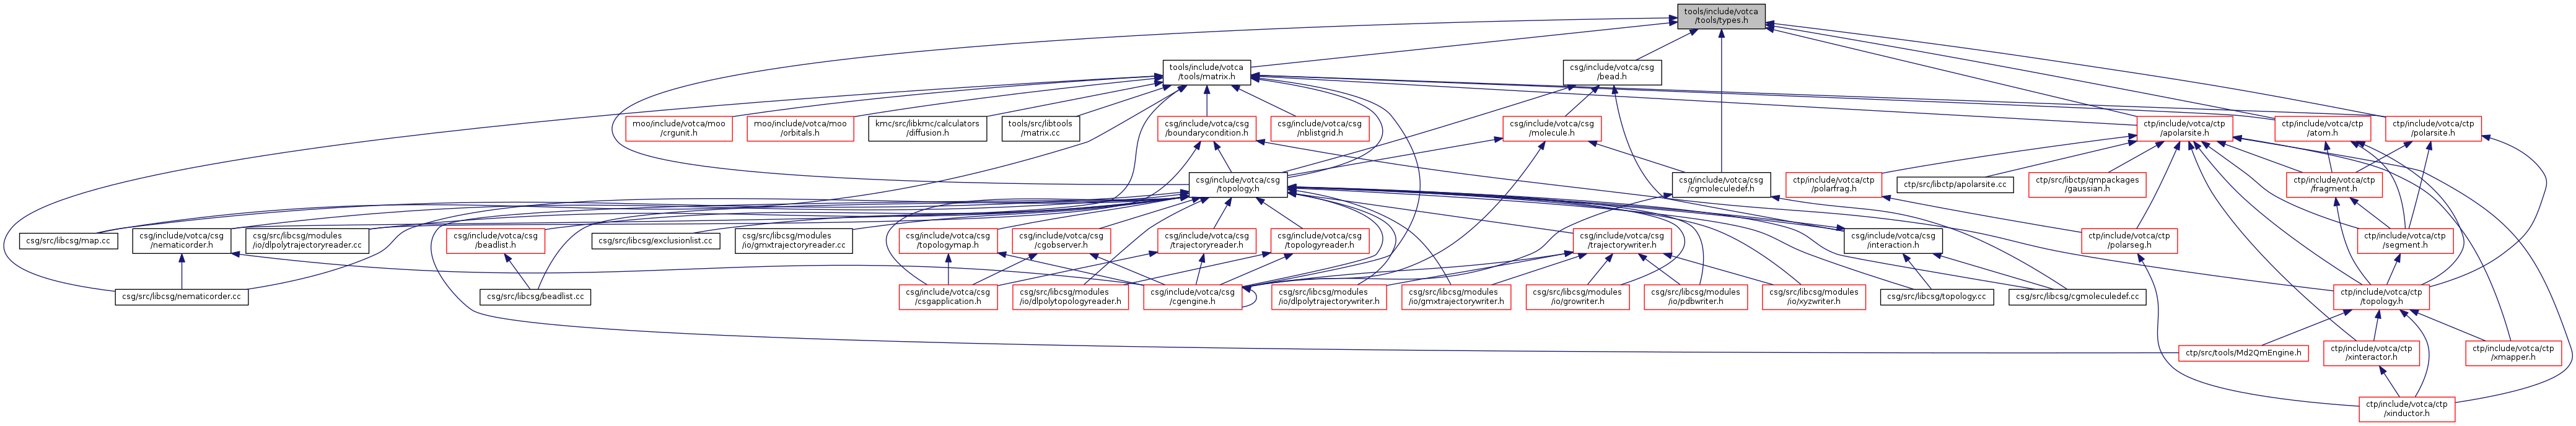 tools/include/votca
/tools/types.h
tools/include/votca
/tools/matrix.h
csg/include/votca/csg
/bead.h
moo/include/votca/moo
/crgunit.h
moo/include/votca/moo
/orbitals.h
kmc/src/libkmc/calculators
/diffusion.h
tools/src/libtools
/matrix.cc
csg/include/votca/csg
/boundarycondition.h
csg/include/votca/csg
/nblistgrid.h
csg/include/votca/csg
/molecule.h
ctp/include/votca/ctp
/apolarsite.h
ctp/include/votca/ctp
/atom.h
ctp/include/votca/ctp
/polarsite.h
csg/include/votca/csg
/topology.h
csg/include/votca/csg
/cgmoleculedef.h
ctp/include/votca/ctp
/polarfrag.h
ctp/src/libctp/apolarsite.cc
ctp/src/libctp/qmpackages
/gaussian.h
ctp/include/votca/ctp
/fragment.h
csg/src/libcsg/map.cc
csg/include/votca/csg
/nematicorder.h
csg/src/libcsg/modules
/io/dlpolytrajectoryreader.cc
csg/include/votca/csg
/beadlist.h
csg/src/libcsg/exclusionlist.cc
csg/src/libcsg/modules
/io/gmxtrajectoryreader.cc
csg/include/votca/csg
/topologymap.h
csg/include/votca/csg
/cgobserver.h
csg/include/votca/csg
/trajectoryreader.h
csg/include/votca/csg
/topologyreader.h
csg/include/votca/csg
/trajectorywriter.h
csg/include/votca/csg
/interaction.h
ctp/include/votca/ctp
/polarseg.h
ctp/include/votca/ctp
/segment.h
csg/src/libcsg/nematicorder.cc
csg/src/libcsg/beadlist.cc
csg/include/votca/csg
/csgapplication.h
csg/src/libcsg/modules
/io/dlpolytopologyreader.h
csg/include/votca/csg
/cgengine.h
csg/src/libcsg/modules
/io/dlpolytrajectorywriter.h
csg/src/libcsg/modules
/io/gmxtrajectorywriter.h
csg/src/libcsg/modules
/io/growriter.h
csg/src/libcsg/modules
/io/pdbwriter.h
csg/src/libcsg/modules
/io/xyzwriter.h
csg/src/libcsg/topology.cc
csg/src/libcsg/cgmoleculedef.cc
ctp/include/votca/ctp
/topology.h
ctp/src/tools/Md2QmEngine.h
ctp/include/votca/ctp
/xinteractor.h
ctp/include/votca/ctp
/xmapper.h
ctp/include/votca/ctp
/xinductor.h